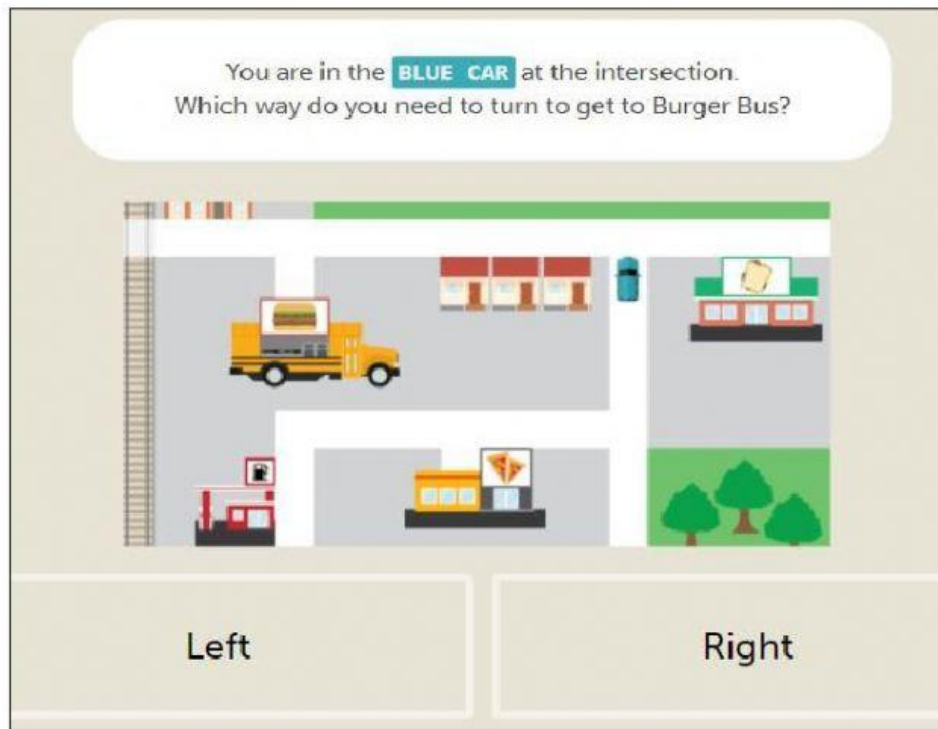 You are in the BLUE CAR at the intersection.
Which way do you need to turn to get to Burger Bus?
Left
Right